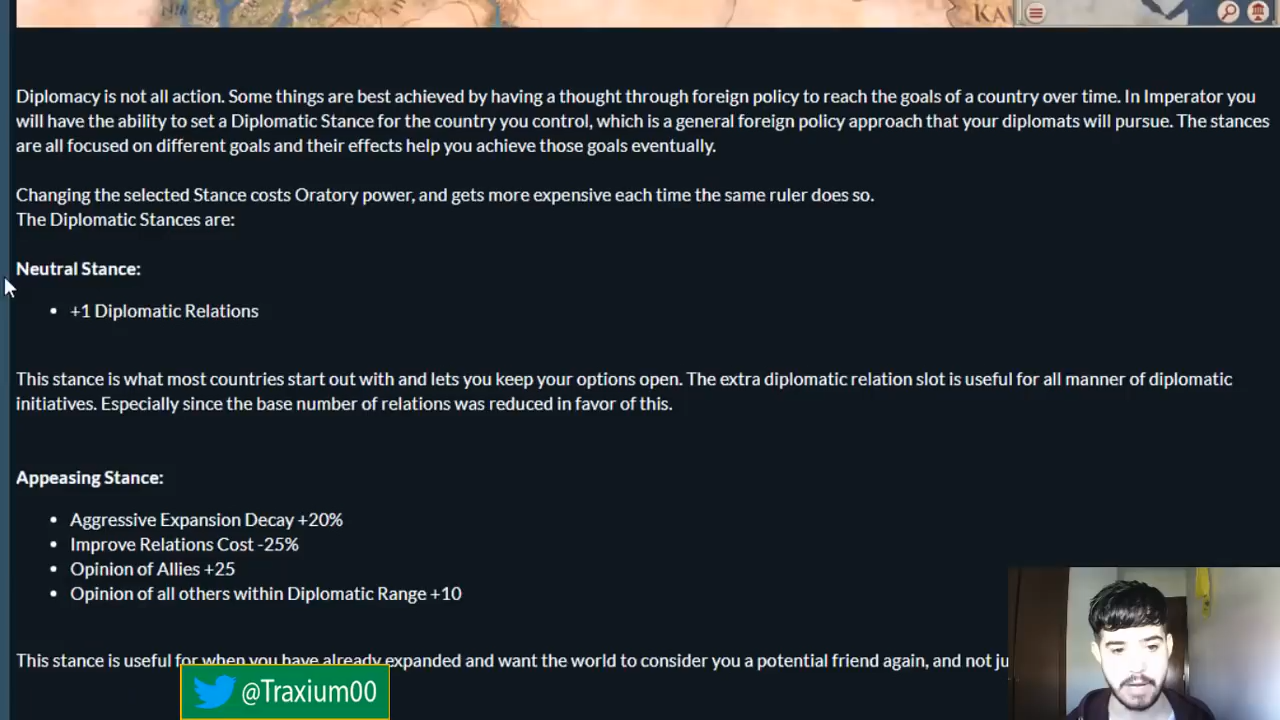 KAV
Diplomacy is not all action. Some things are best achieved by having a thought through foreign policy to reach the goals of a country over time. In Imperator you
will have the ability to set a Diplomatic Stance for the country you control, which is a general foreign policy approach that your diplomats will pursue. The stances
are all focused on different goals and their effects help you achieve those goals eventually.
Changing the selected Stance costs Oratory power, and gets more expensive each time the same ruler does so.
The Diplomatic Stances are:
Neutral Stance:
• +1 Diplomatic Relations
This stance is what most countries start out with and lets you keep your options open. The extra diplomatic relation slot is useful for all manner of diplomatic
initiatives. Especially since the base number of relations was reduced in favor of this.
Appeasing Stance:
• Aggressive Expansion Decay +20%
• Improve Relations Cost -25%
• Opinion of Allies +25
• Opinion of all others within Diplomatic Range +10
This stance is useful for when you have already expanded and want the world to consider you a potential friend again, and not ju
@Traxium00